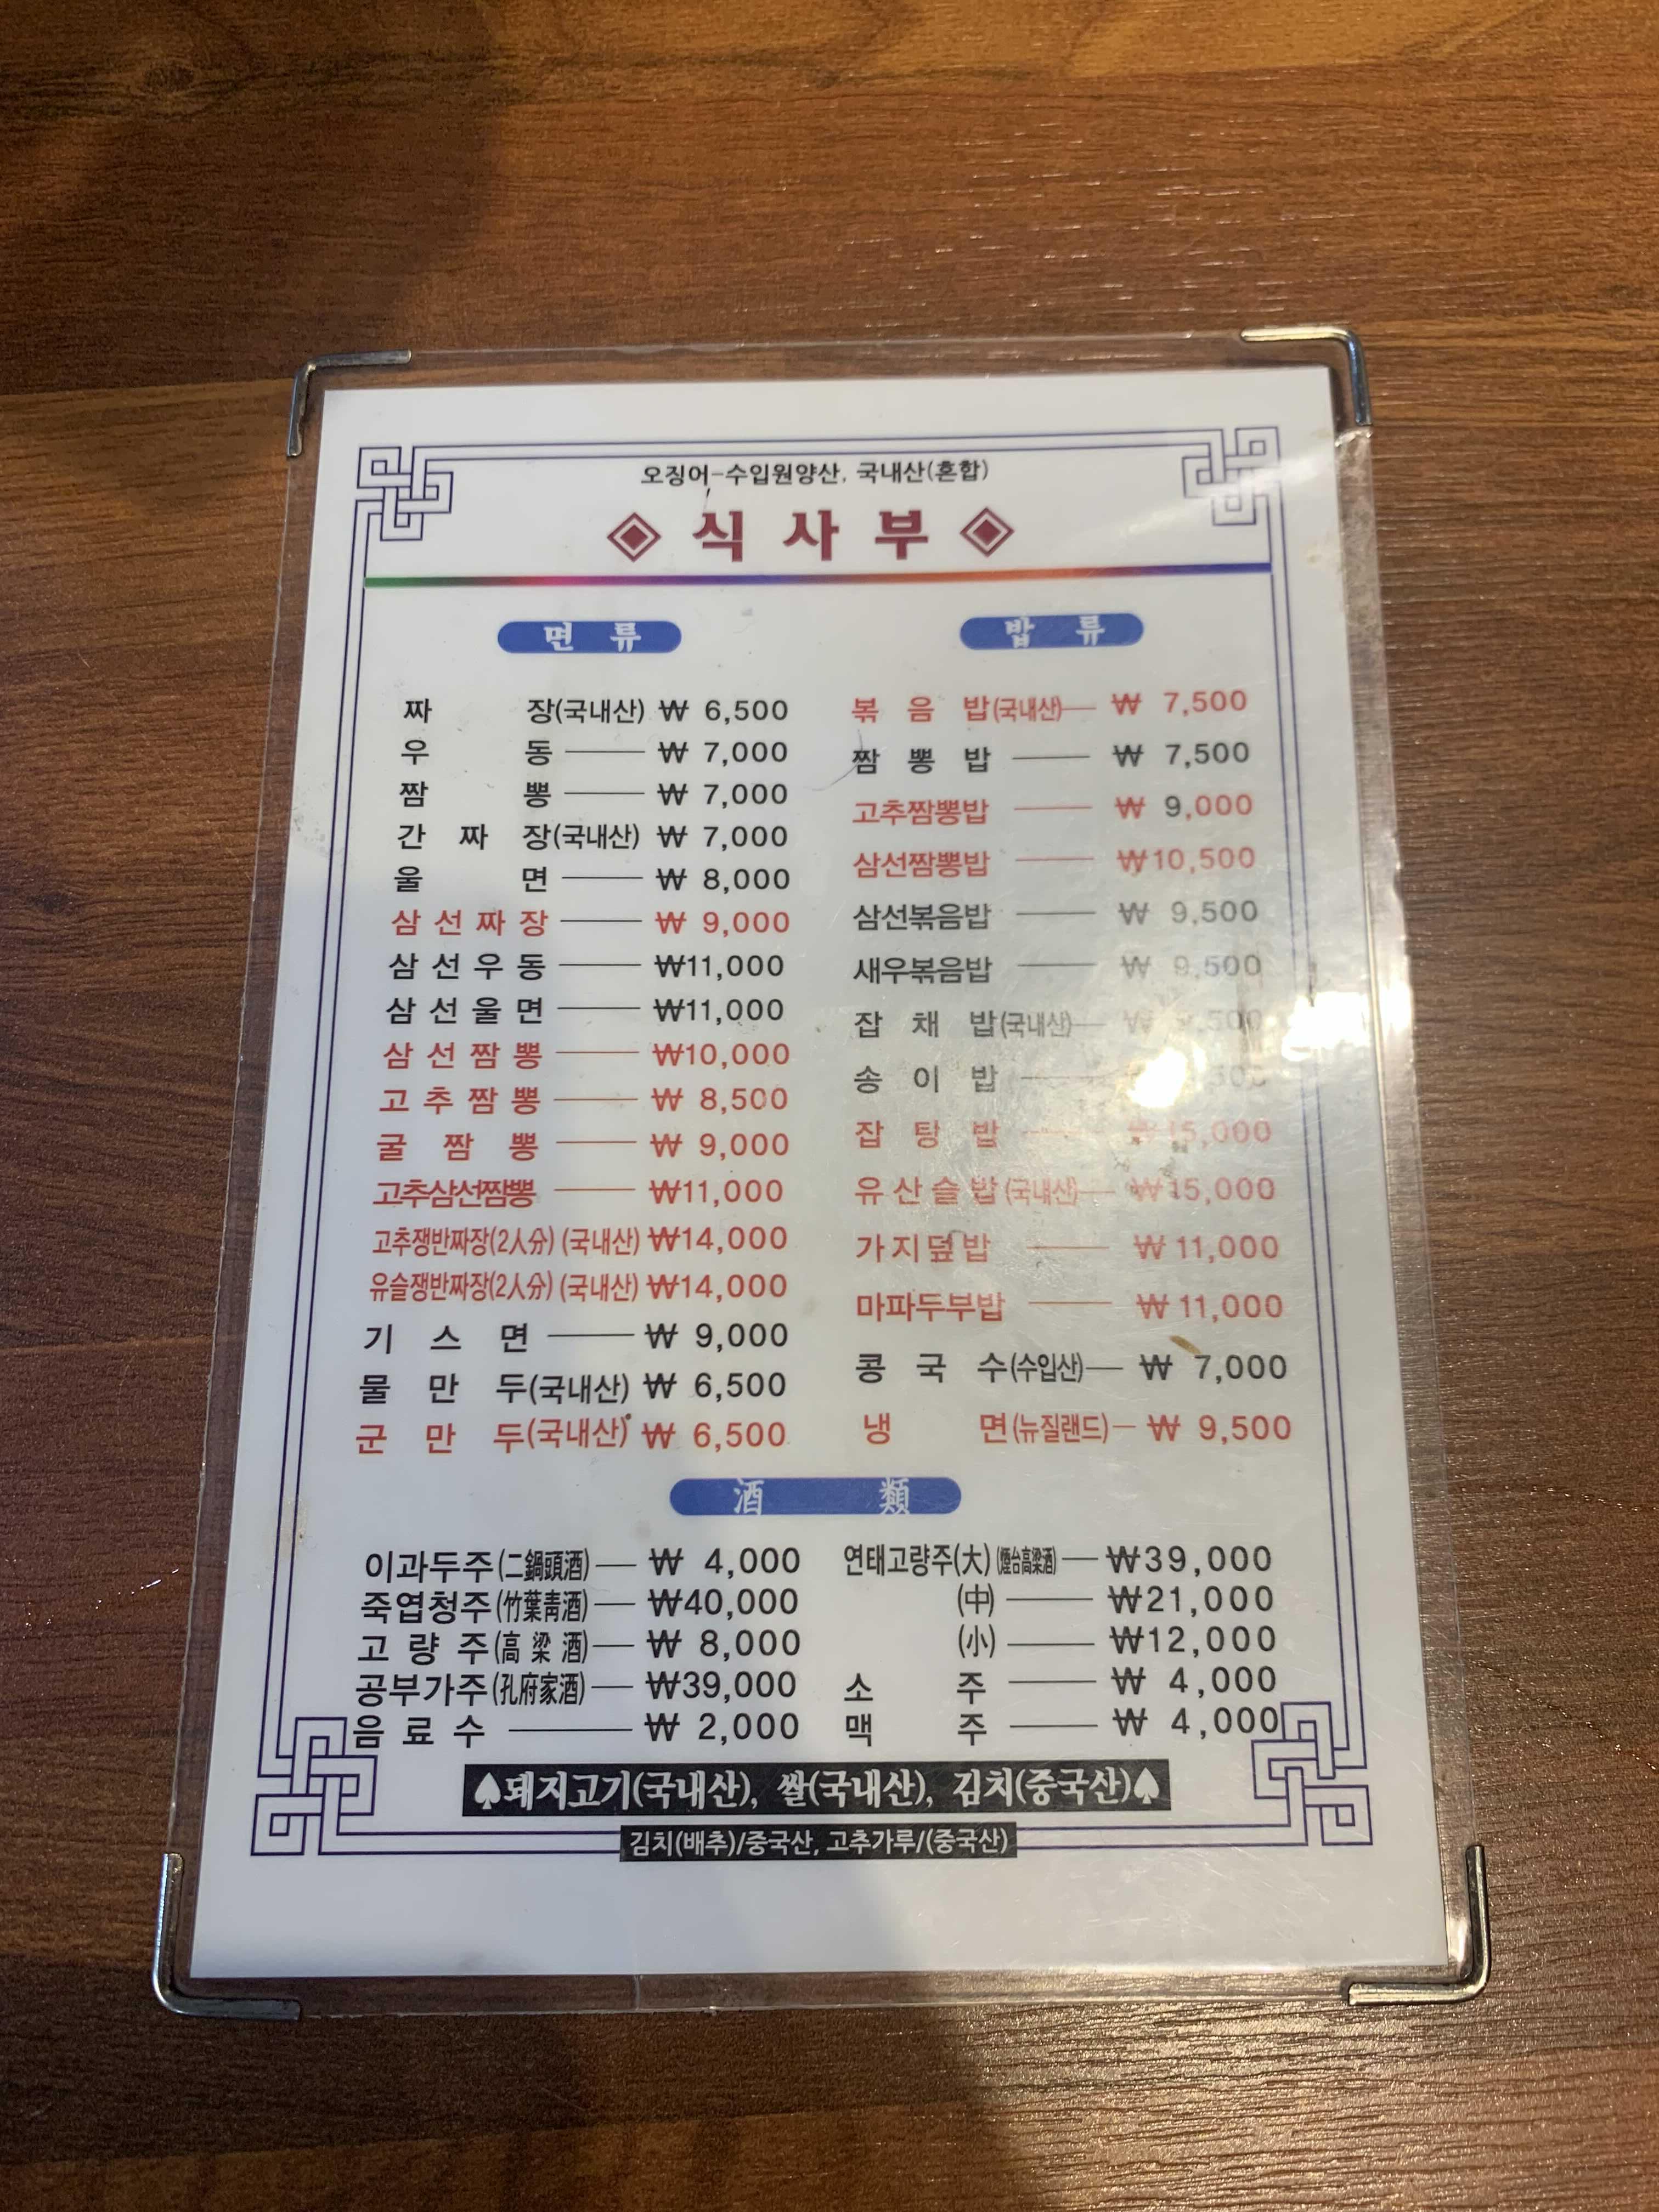 오징어-수입원양산, 국내산(혼합)
◈ 식 사 부 ◈
면 류
짜 장(국내산) ₩ 6,500
우 동 ₩ 7,000
짬 뽕 ₩ 7,000
간 짜 장(국내산) ₩ 7,000
울 면 ₩ 8,000
삼 선 짜 장 ₩ 9,000
삼 선 우 동 ₩11,000
삼 선 울 면 ₩11,000
삼 선 짬 뽕 ₩10,000
고 추 짬 뽕 ₩ 8,500
굴 짬 뽕 ₩ 9,000
고추삼선짬뽕 ₩11,000
고추쟁반짜장(2人分) (국내산) ₩14,000
유슬쟁반짜장(2人分) (국내산) ₩14,000
기 스 면 ₩ 9,000
물 만 두(국내산) ₩ 6,500
군 만 두(국내산) ₩ 6,500
밥 류
볶 음 밥(국내산) ₩ 7,500
짬 뽕 밥 ₩ 7,500
고추짬뽕밥 ₩ 9,000
삼선짬뽕밥 ₩10,500
삼선볶음밥 ₩ 9,500
새우볶음밥 ₩ 9,500
잡 채 밥(국내산) ₩
송 이 밥
잡 탕 밥 ₩15,000
유 산 슬 밥(국내산) ₩15,000
가 지 덮 밥 ₩11,000
마파두부밥 ₩11,000
콩 국 수(수입산) ₩ 7,000
냉 면(뉴질랜드) ₩ 9,500
酒 類
이과두주(二鍋頭酒) ₩ 4,000
죽엽청주(竹葉靑酒) ₩40,000
고 량 주(高 粱 酒) ₩ 8,000
공부가주(孔府家酒) ₩39,000
음 료 수 ₩ 2,000
연태고량주(大) (煙台高粱酒) ₩39,000
(中) ₩21,000
(小) ₩12,000
소 주 ₩ 4,000
맥 주 ₩ 4,000
♠돼지고기(국내산), 쌀(국내산), 김치(중국산)♠
김치(배추)/중국산, 고추가루/(중국산)